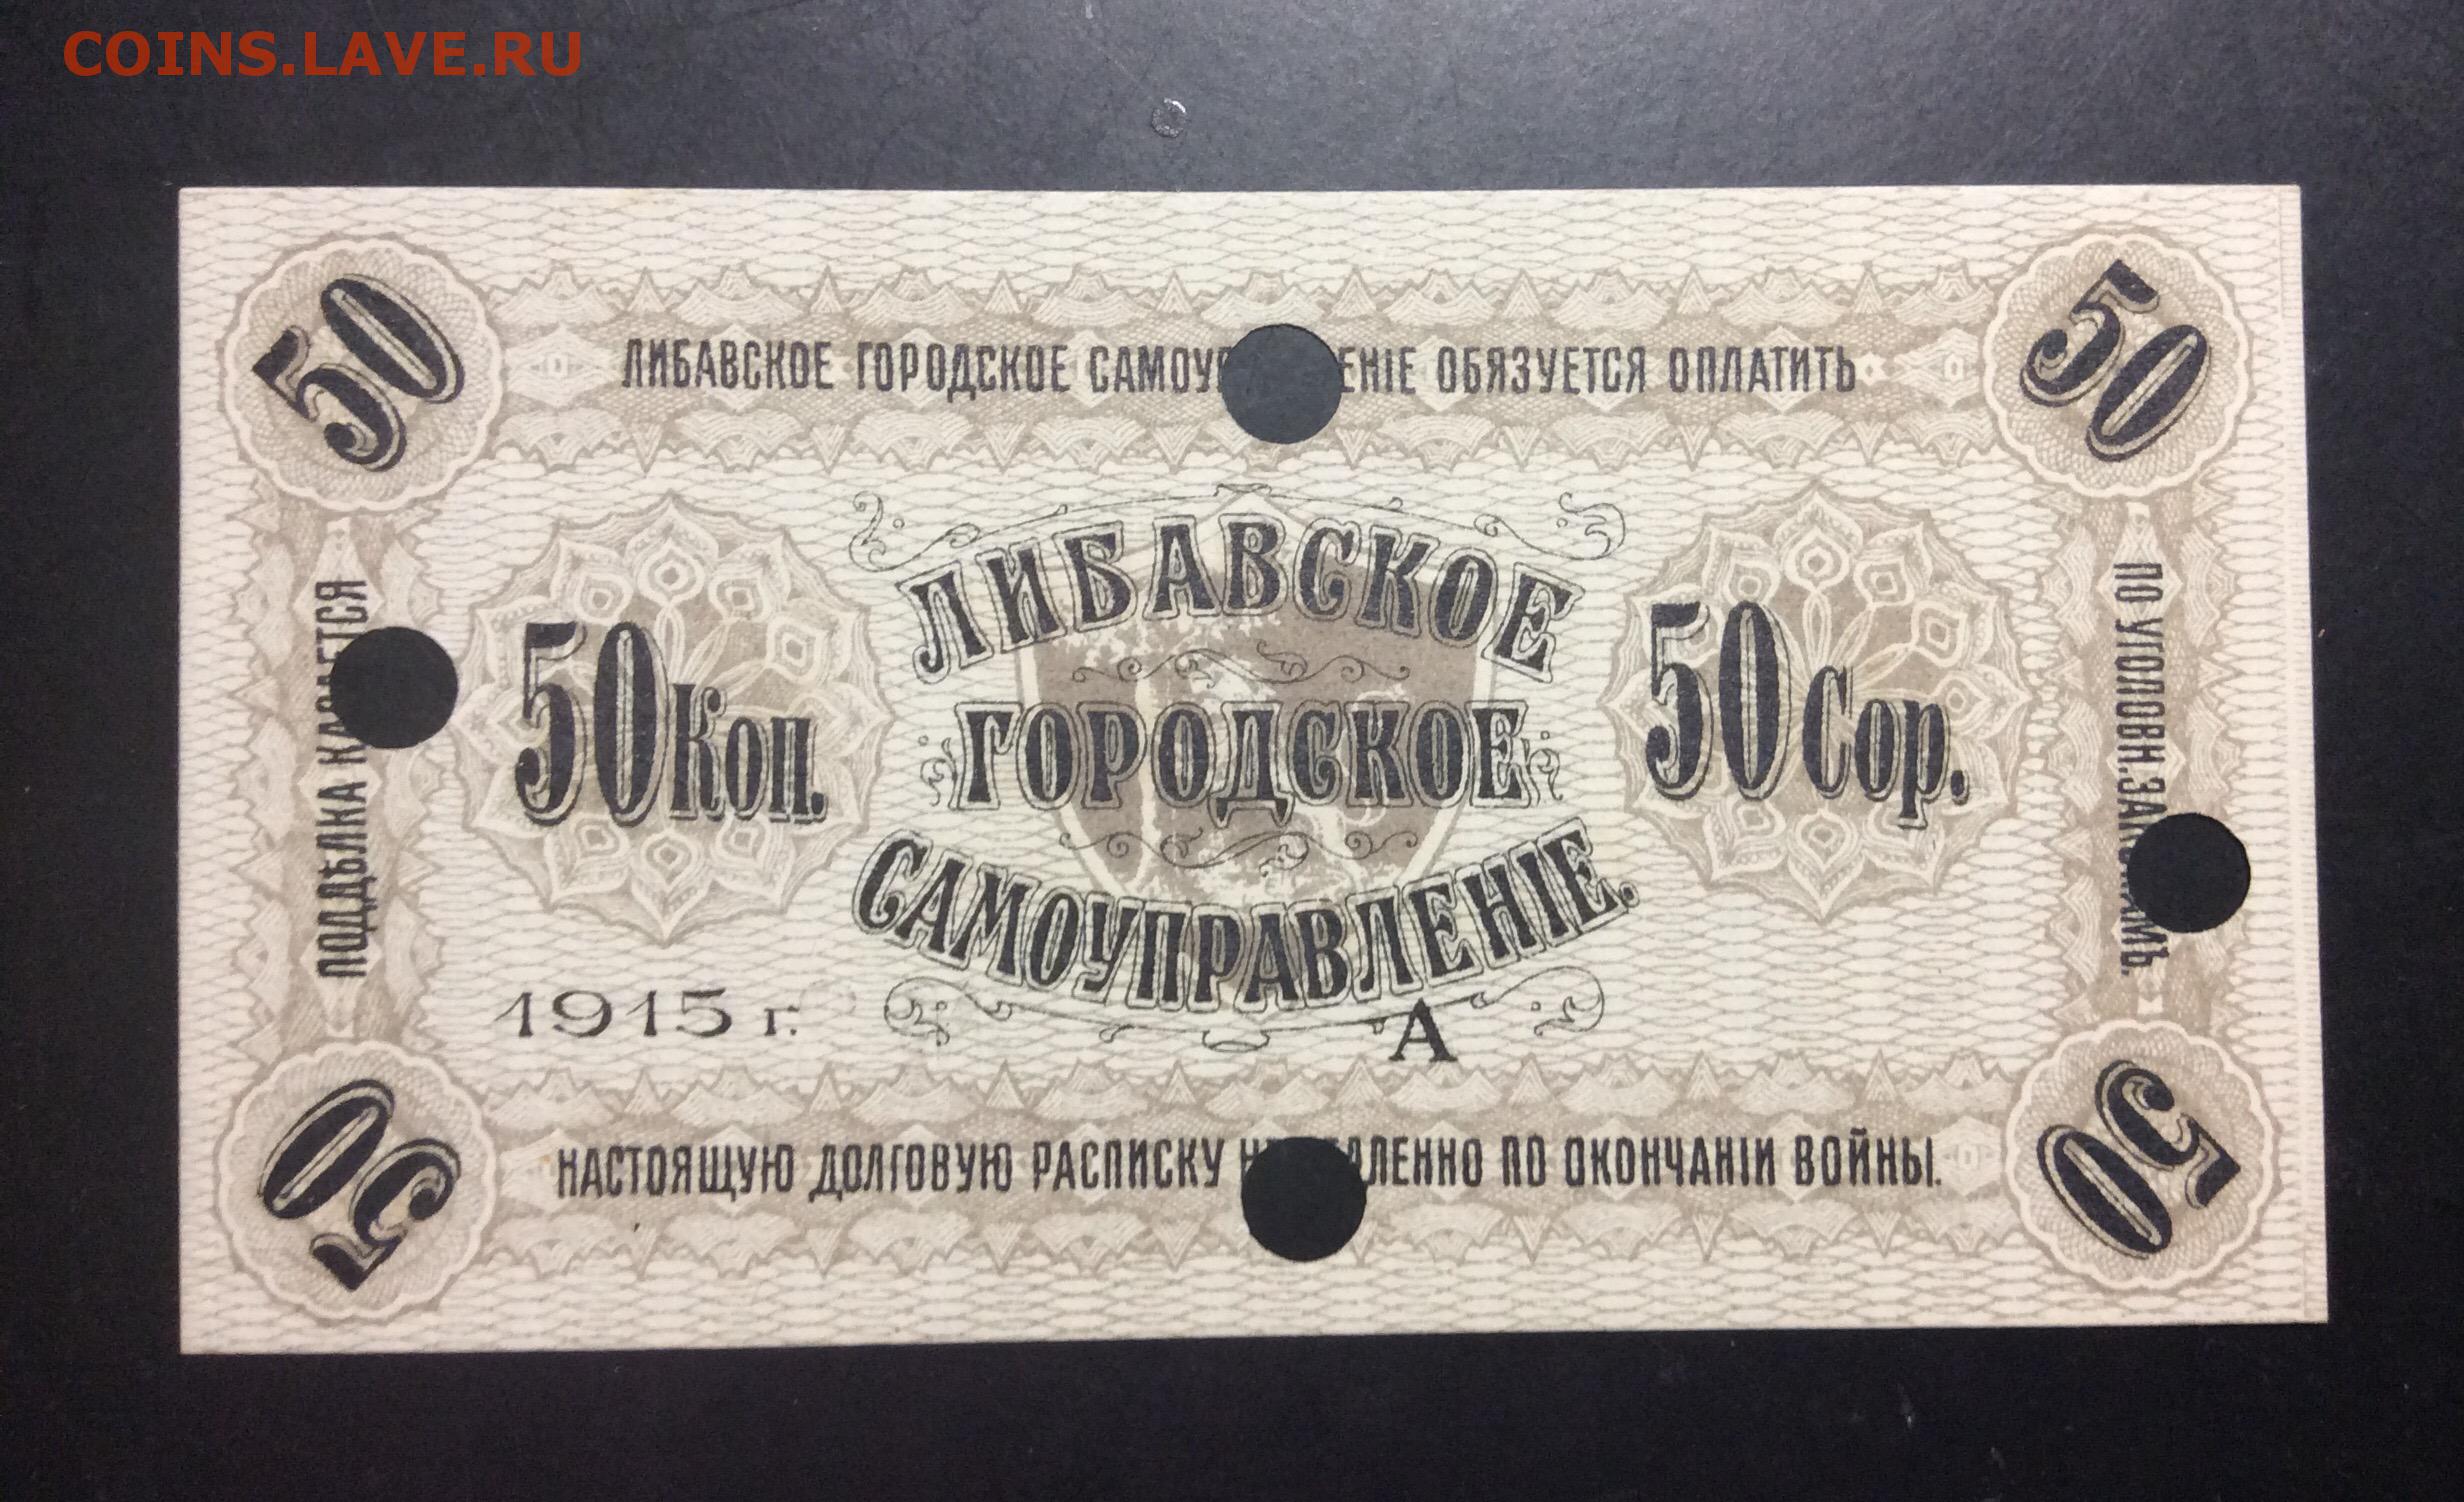 COINS.LAVE.RU
50
50
ЛИБАВСКОЕ ГОРОДСКОЕ ОБЯЗУЕТСЯ ОПЛАТИТЬ
ПОДДѢЛКА
50 Коп.
ЛИБАВСКОЕ
ГОРОДСКОЕ
САМОУПРАВЛЕНІЕ.
50 Cop.
ПО УГОЛОВН.
1915 г.
А
НАСТОЯЩУЮ ДОЛГОВУЮ РАСПИСКУ ПО ОКОНЧАНІИ ВОЙНЫ.
50
50